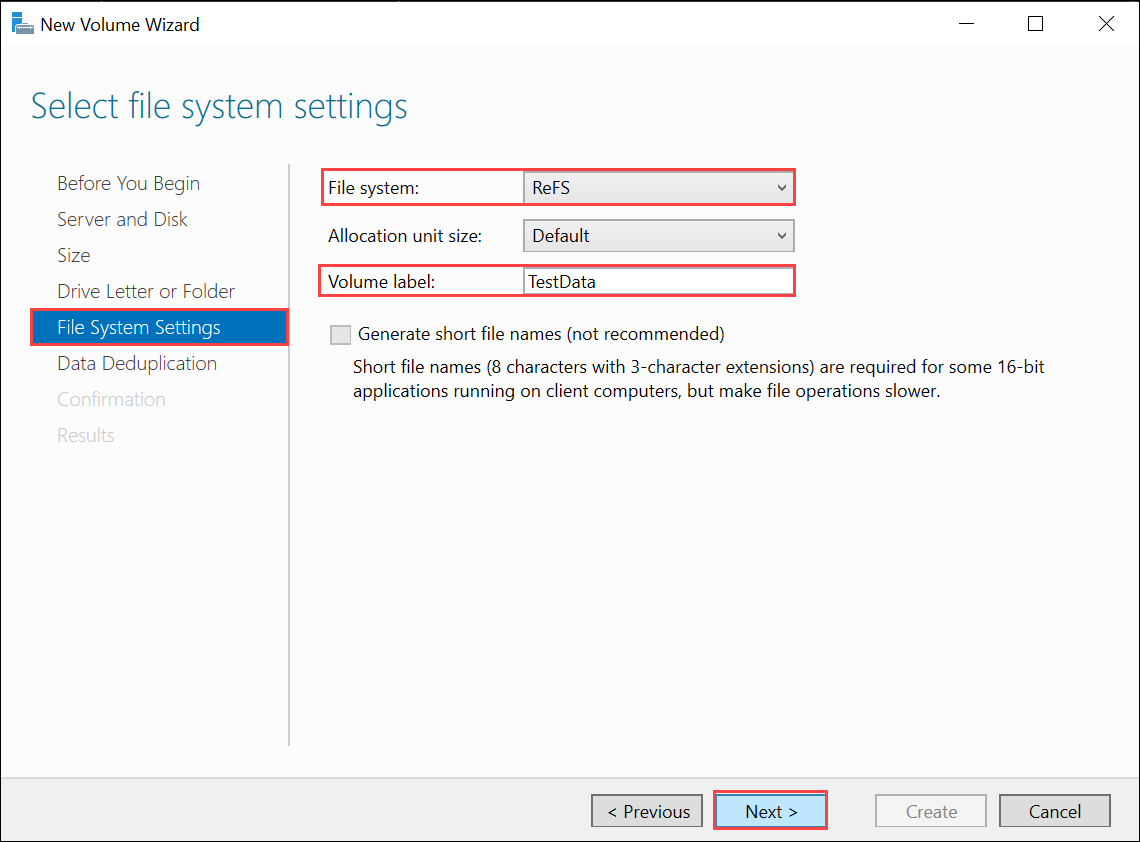 New Volume Wizard
Select file system settings
Before You Begin
Server and Disk
Size
Drive Letter or Folder
File System Settings
Data Deduplication
Confirmation
Results
File system: ReFS
Allocation unit size: Default
Volume label: TestData
Generate short file names (not recommended)
Short file names (8 characters with 3-character extensions) are required for some 16-bit
applications running on client computers, but make file operations slower.
< Previous Next > Create Cancel